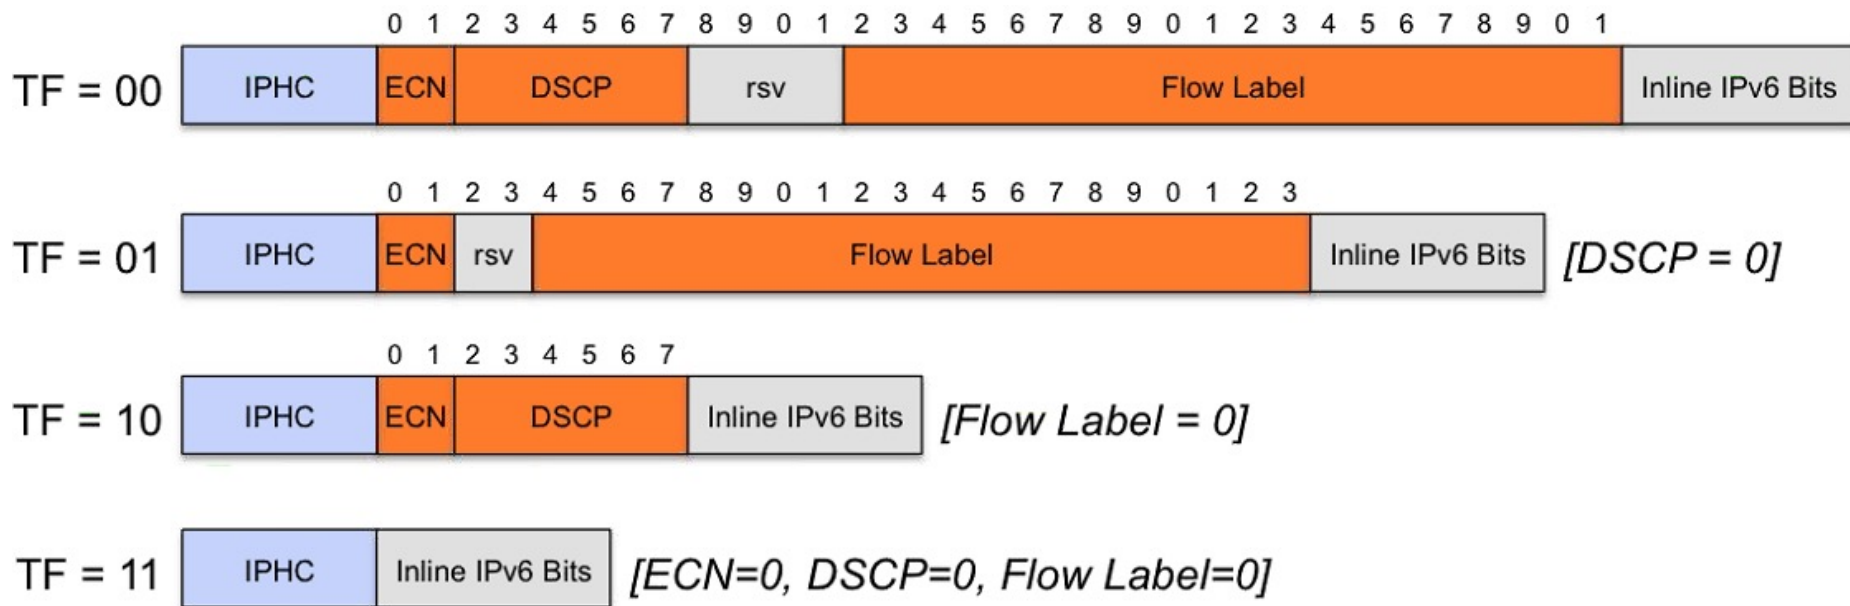 0 1 2 3 4 5 6 7 8 9 0 1 2 3 4 5 6 7 8 9 0 1 2 3 4 5 6 7 8 9 0 1
TF = 00 IPHC ECN DSCP rsv Flow Label Inline IPv6 Bits
0 1 2 3 4 5 6 7 8 9 0 1 2 3 4 5 6 7 8 9 0 1 2 3
TF = 01 IPHC ECN rsv Flow Label Inline IPv6 Bits [DSCP = 0]
0 1 2 3 4 5 6 7
TF = 10 IPHC ECN DSCP Inline IPv6 Bits [Flow Label = 0]
TF = 11 IPHC Inline IPv6 Bits [ECN=0, DSCP=0, Flow Label=0]